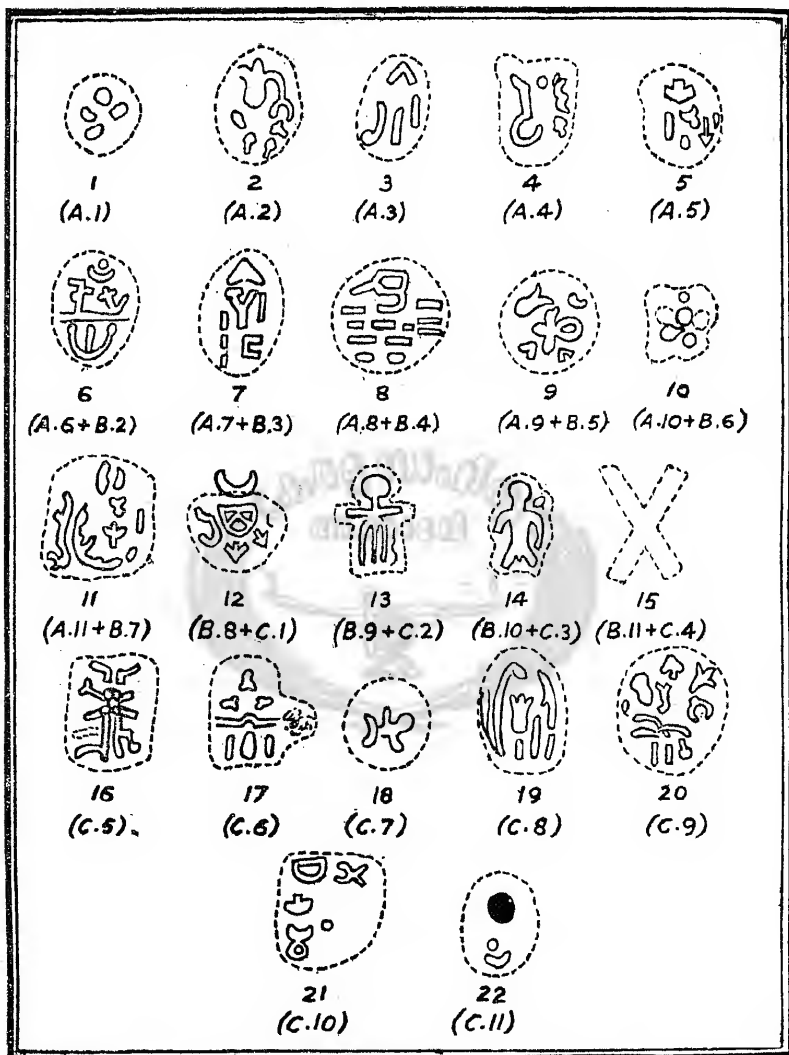 1 2 3 4 5
(A.1) (A.2) (A.3) (A.4) (A.5)
6 7 8 9 10
(A.6+B.2) (A.7+B.3) (A.8+B.4) (A.9+B.5) (A.10+B.6)
11 12 13 14 15
(A.11+B.7) (B.8+C.1) (B.9+C.2) (B.10+C.3) (B.11+C.4)
16 17 18 19 20
(C.5) (C.6) (C.7) (C.8) (C.9)
21 22
(C.10) (C.11)